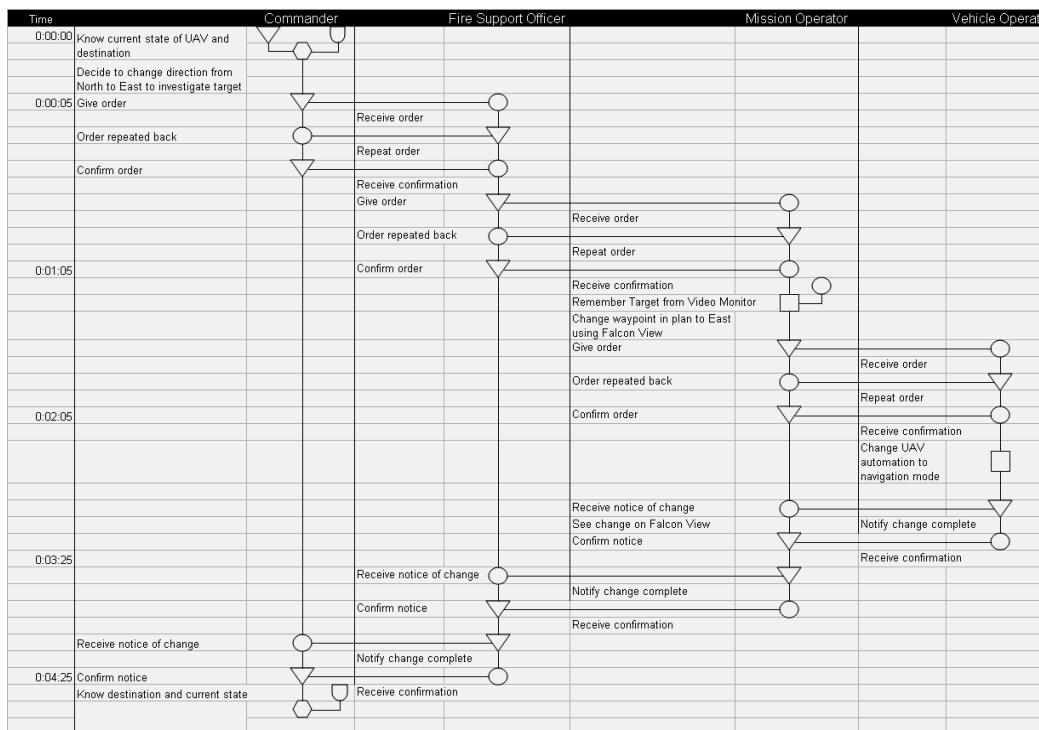 Time Commander Fire Support Officer Mission Operator Vehicle Operat
0:00:00 Know current state of UAV and
destination
Decide to change direction from
North to East to investigate target
0:00:05 Give order
Receive order
Order repeated back
Repeat order
Confirm order
Receive confirmation
Give order
Receive order
Order repeated back
Repeat order
0:01:05 Confirm order
Receive confirmation
Remember Target from Video Monitor
Change waypoint in plan to East
using Falcon View
Give order
Receive order
Order repeated back
Repeat order
0:02:05 Confirm order
Receive confirmation
Change UAV
automation to
navigation mode
Receive notice of change
See change on Falcon View Notify change complete
Confirm notice
0:03:25 Receive confirmation
Receive notice of change
Notify change complete
Confirm notice
Receive confirmation
Receive notice of change
Notify change complete
0:04:25 Confirm notice
Know destination and current state Receive confirmation